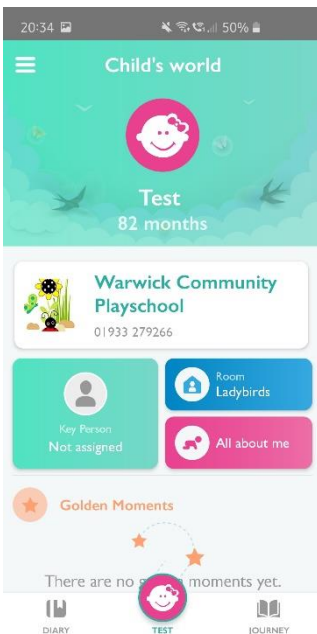 20:34 50%
Child's world
Test
82 months
Warwick Community
Playschool
01933 279266
Key Person
Not assigned
Room
Ladybirds
All about me
Golden Moments
There are no moments yet.
DIARY
TEST
JOURNEY